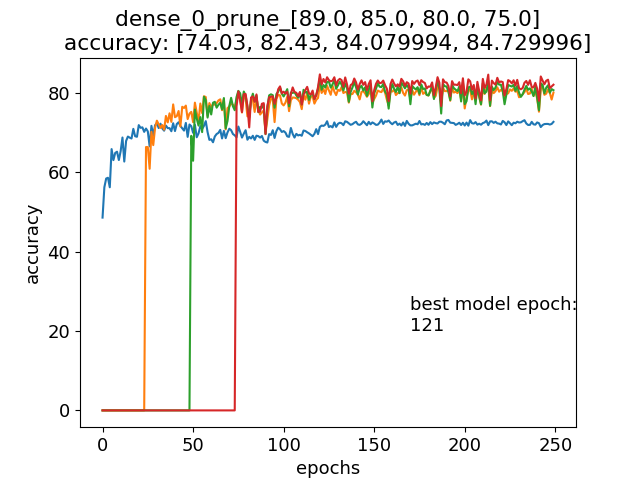 dense_0_prune_[89.0, 85.0, 80.0, 75.0]
accuracy: [74.03, 82.43, 84.079994, 84.729996]
80
60
40
20
0
accuracy
best model epoch:
121
0 50 100 150 200 250
epochs